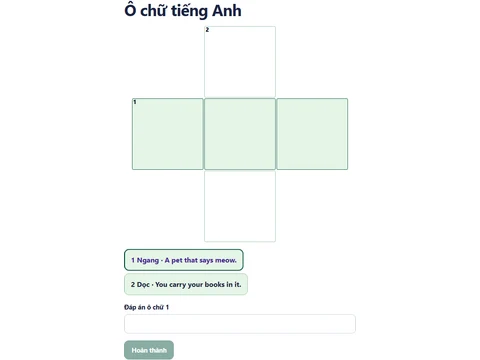 Ô chữ tiếng Anh
2
1
1 Ngang · A pet that says meow.
2 Dọc · You carry your books in it.
Đáp án ô chữ 1
Hoàn thành